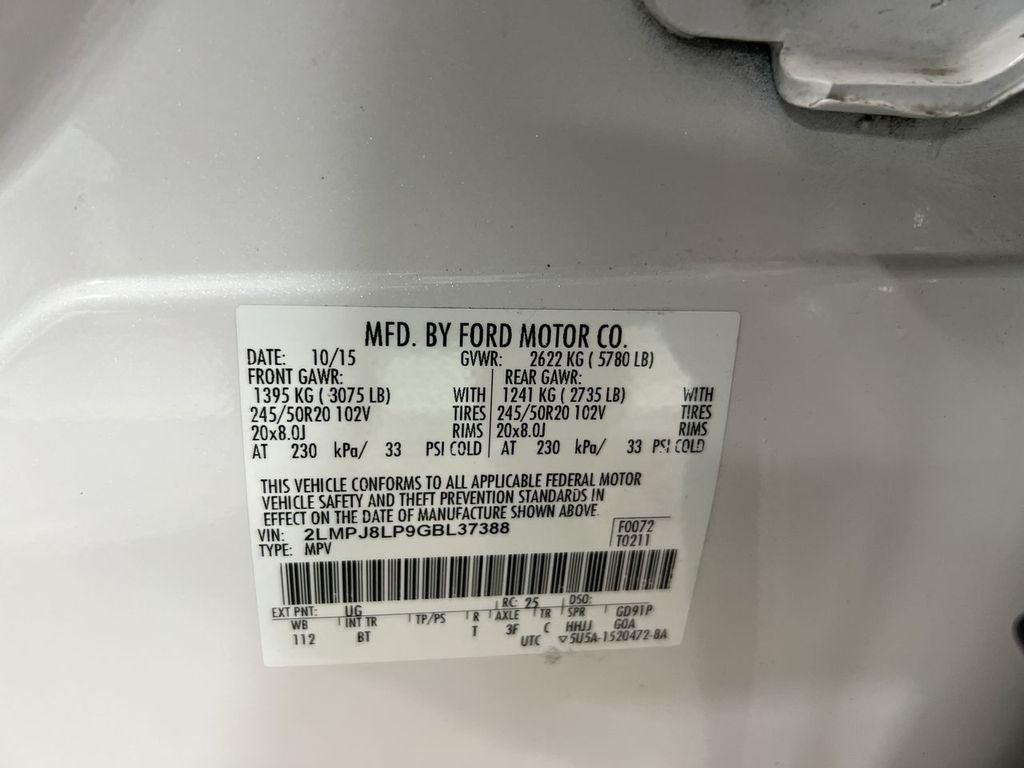 MFD. BY FORD MOTOR CO.
DATE: 10/15 GVWR: 2622 KG ( 5780 LB)
FRONT GAWR: REAR GAWR:
1395 KG ( 3075 LB) WITH 1241 KG ( 2735 LB) WITH
245/50R20 102V TIRES 245/50R20 102V TIRES
20x8.0J RIMS 20x8.0J RIMS
AT 230 kPa/ 33 PSI COLD AT 230 kPa/ 33 PSI COLD
THIS VEHICLE CONFORMS TO ALL APPLICABLE FEDERAL MOTOR
VEHICLE SAFETY AND THEFT PREVENTION STANDARDS IN
EFFECT ON THE DATE OF MANUFACTURE SHOWN ABOVE.
VIN: 2LMPJ8LP9GBL37388 F0072
TYPE: MPV T0211
EXT PNT: UG RC: 25 DSO:
WB INT TR TP/PS R AXLE TR SPR GD91P
112 BT T 3F C HHJJ GOA
UTC ▽5U5A-1520472-BA